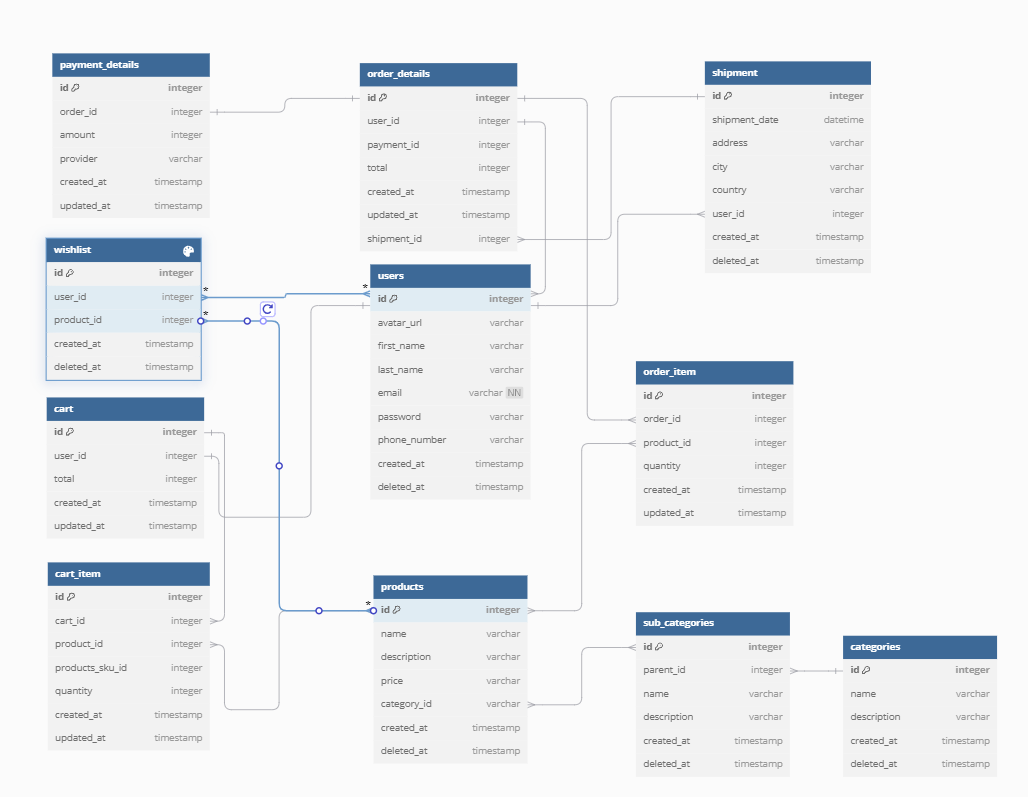 payment_details
id integer
order_id integer
amount integer
provider varchar
created_at timestamp
updated_at timestamp
order_details
id integer
user_id integer
payment_id integer
total integer
created_at timestamp
updated_at timestamp
shipment_id integer
shipment
id integer
shipment_date datetime
address varchar
city varchar
country varchar
user_id integer
created_at timestamp
deleted_at timestamp
wishlist
id integer
user_id integer *
product_id integer *
created_at timestamp
deleted_at timestamp
users
* id integer
avatar_url varchar
first_name varchar
last_name varchar
email varchar NN
password varchar
phone_number varchar
created_at timestamp
deleted_at timestamp
order_item
id integer
order_id integer
product_id integer
quantity integer
created_at timestamp
updated_at timestamp
cart
id integer
user_id integer
total integer
created_at timestamp
updated_at timestamp
cart_item
id integer
cart_id integer
product_id integer
products_sku_id integer
quantity integer
created_at timestamp
updated_at timestamp
products
* id integer
name varchar
description varchar
price varchar
category_id varchar
created_at timestamp
deleted_at timestamp
sub_categories
id integer
parent_id integer
name varchar
description varchar
created_at timestamp
deleted_at timestamp
categories
id integer
name varchar
description varchar
created_at timestamp
deleted_at timestamp